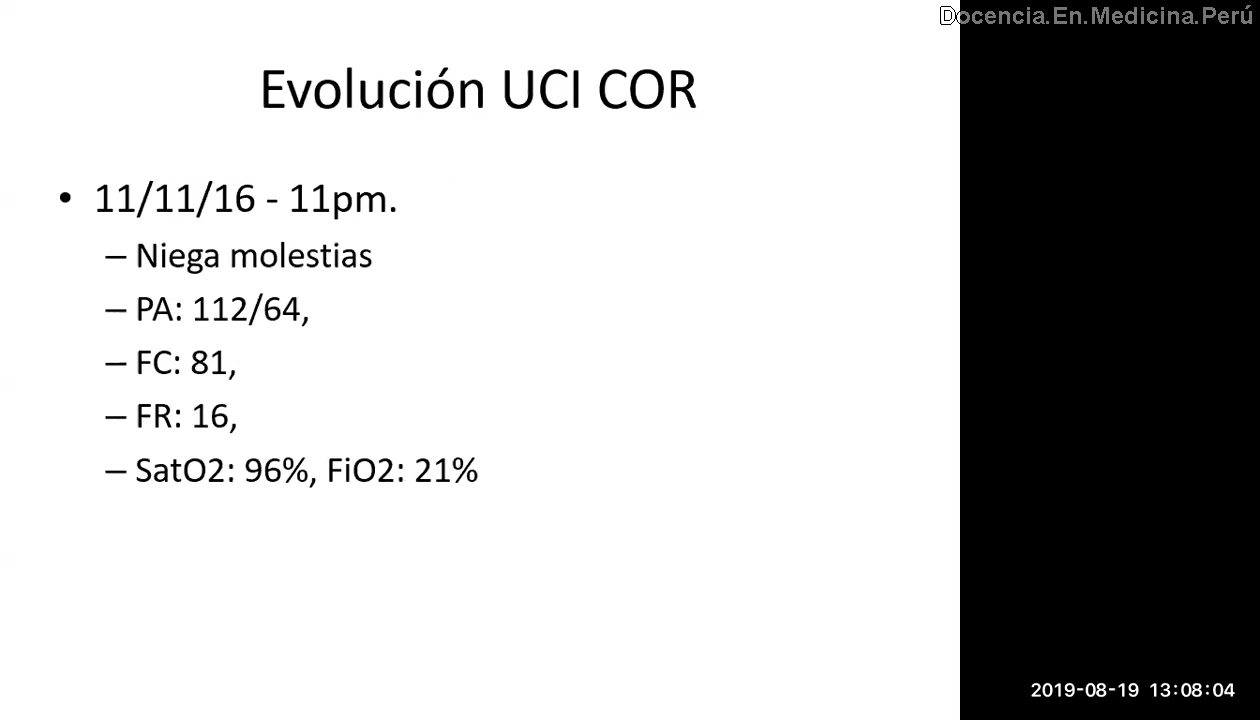 Docencia.En.Medicina.Perú
Evolución UCI COR
• 11/11/16 - 11pm.
– Niega molestias
– PA: 112/64,
– FC: 81,
– FR: 16,
– SatO2: 96%, FiO2: 21%
2019-08-19 13:08:04